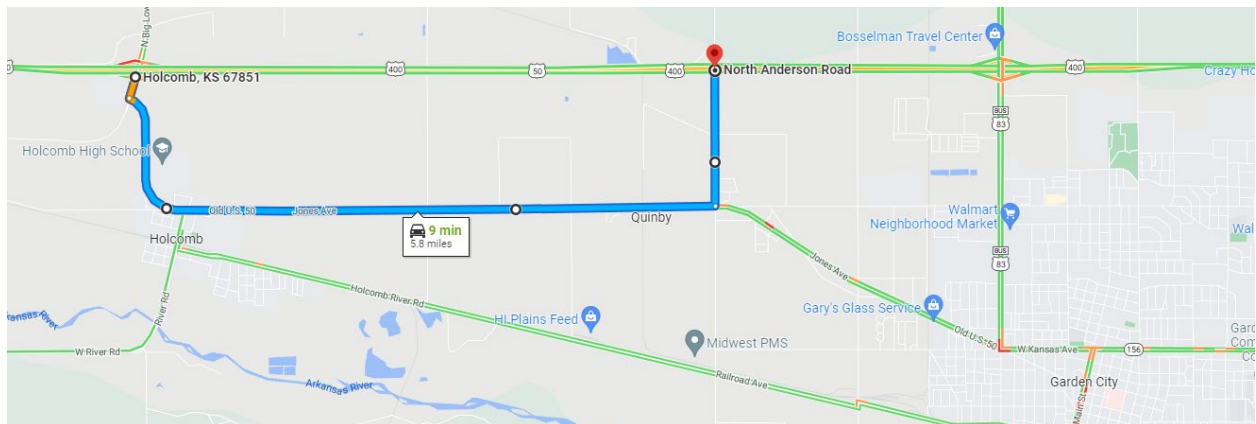 N Big Low
Bosselman Travel Center
50
400
50
400
400
Holcomb, KS 67851
North Anderson Road
Crazy Ho
BUS
83
Holcomb High School
Old U.S. 50
Jones Ave
Quinby
Walmart
Neighborhood Market
Wal
9 min
5.8 miles
Holcomb
BUS
83
Jones Ave
Holcomb River Rd
River Rd
kansas River
HI Plains Feed
Gary's Glass Service
Old U.S. 50
Midwest PMS
W River Rd
W Kansas Ave
156
Gard
Com
Co
Arkansas River
Railroad Ave
Garden City
Main St